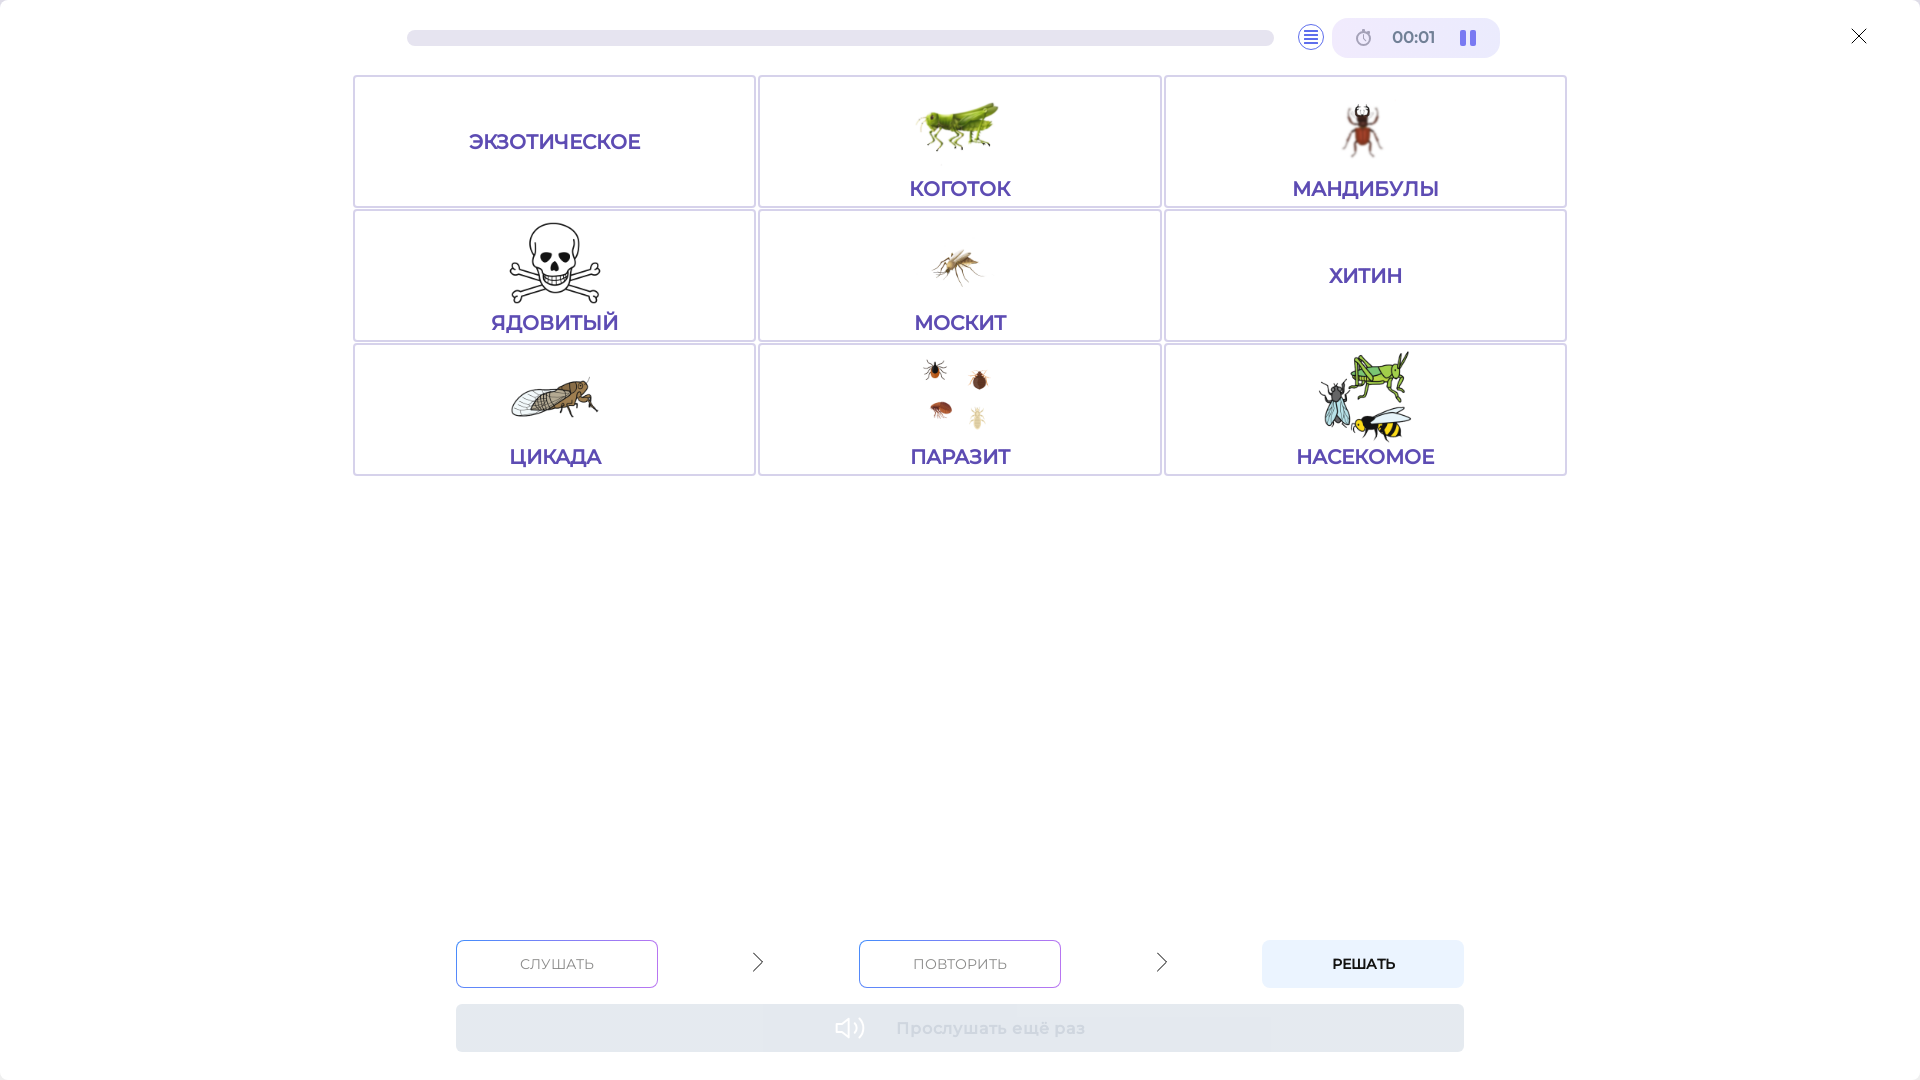 00:01
ЭКЗОТИЧЕСКОЕ
КОГОТОК
МАНДИБУЛЫ
ЯДОВИТЫЙ
МОСКИТ
ХИТИН
ЦИКАДА
ПАРАЗИТ
НАСЕКОМОЕ
СЛУШАТЬ
ПОВТОРИТЬ
РЕШАТЬ
Прослушать ещё раз